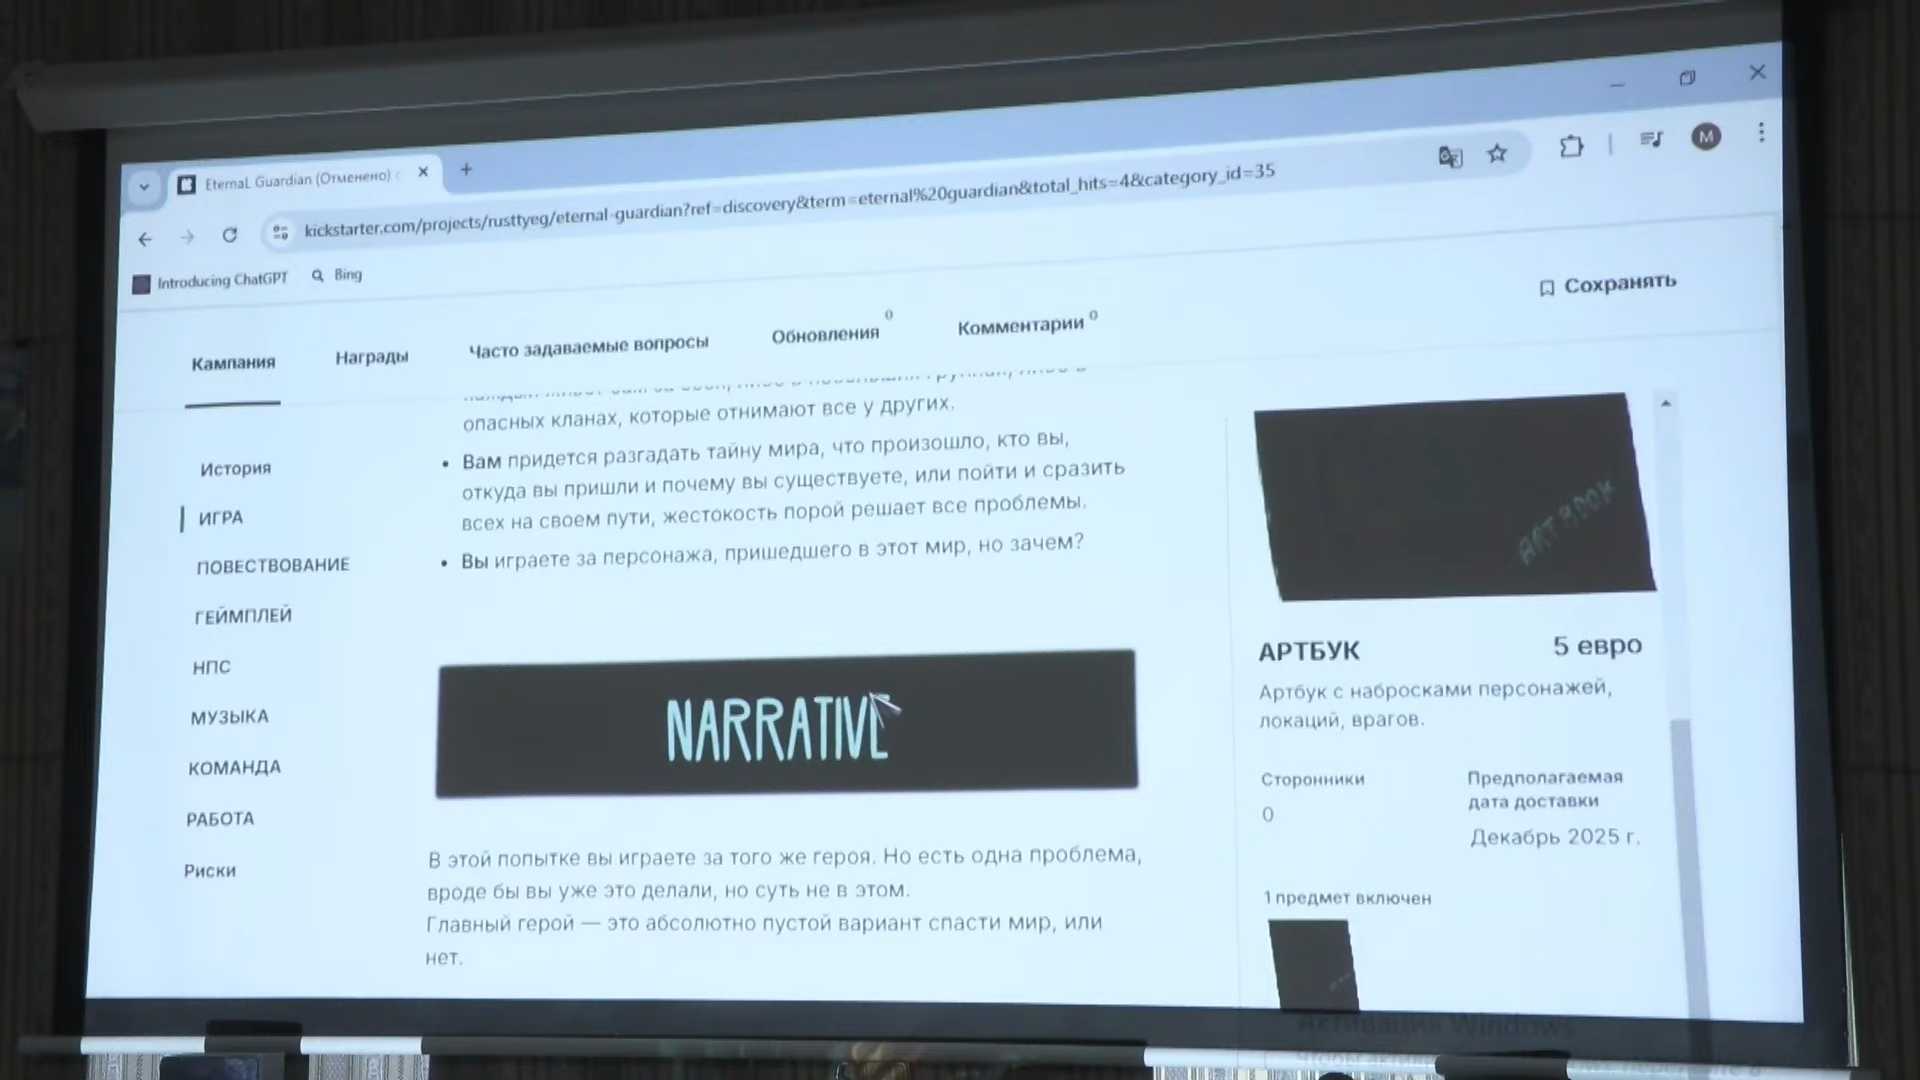 EternaL Guardian (Отменено)
kickstarter.com/projects/rusttyeg/eternal-guardian?ref=discovery&term=eternal%20guardian&total_hits=4&category_id=35
M
Introducing ChatGPT
Bing
Сохранять
Кампания
Награды
Часто задаваемые вопросы
Обновления 0
Комментарии 0
История
ИГРА
ПОВЕСТВОВАНИЕ
ГЕЙМПЛЕЙ
НПС
МУЗЫКА
КОМАНДА
РАБОТА
Риски
опасных кланах, которые отнимают все у других.
• Вам придется разгадать тайну мира, что произошло, кто вы,
откуда вы пришли и почему вы существуете, или пойти и сразить
всех на своем пути, жестокость порой решает все проблемы.
• Вы играете за персонажа, пришедшего в этот мир, но зачем?
NARRATIVE
В этой попытке вы играете за того же героя. Но есть одна проблема,
вроде бы вы уже это делали, но суть не в этом.
Главный герой — это абсолютно пустой вариант спасти мир, или
нет.
ARTBOOK
АРТБУК
5 евро
Артбук с набросками персонажей,
локаций, врагов.
Сторонники
0
Предполагаемая
дата доставки
Декабрь 2025 г.
1 предмет включен
Активация Windows